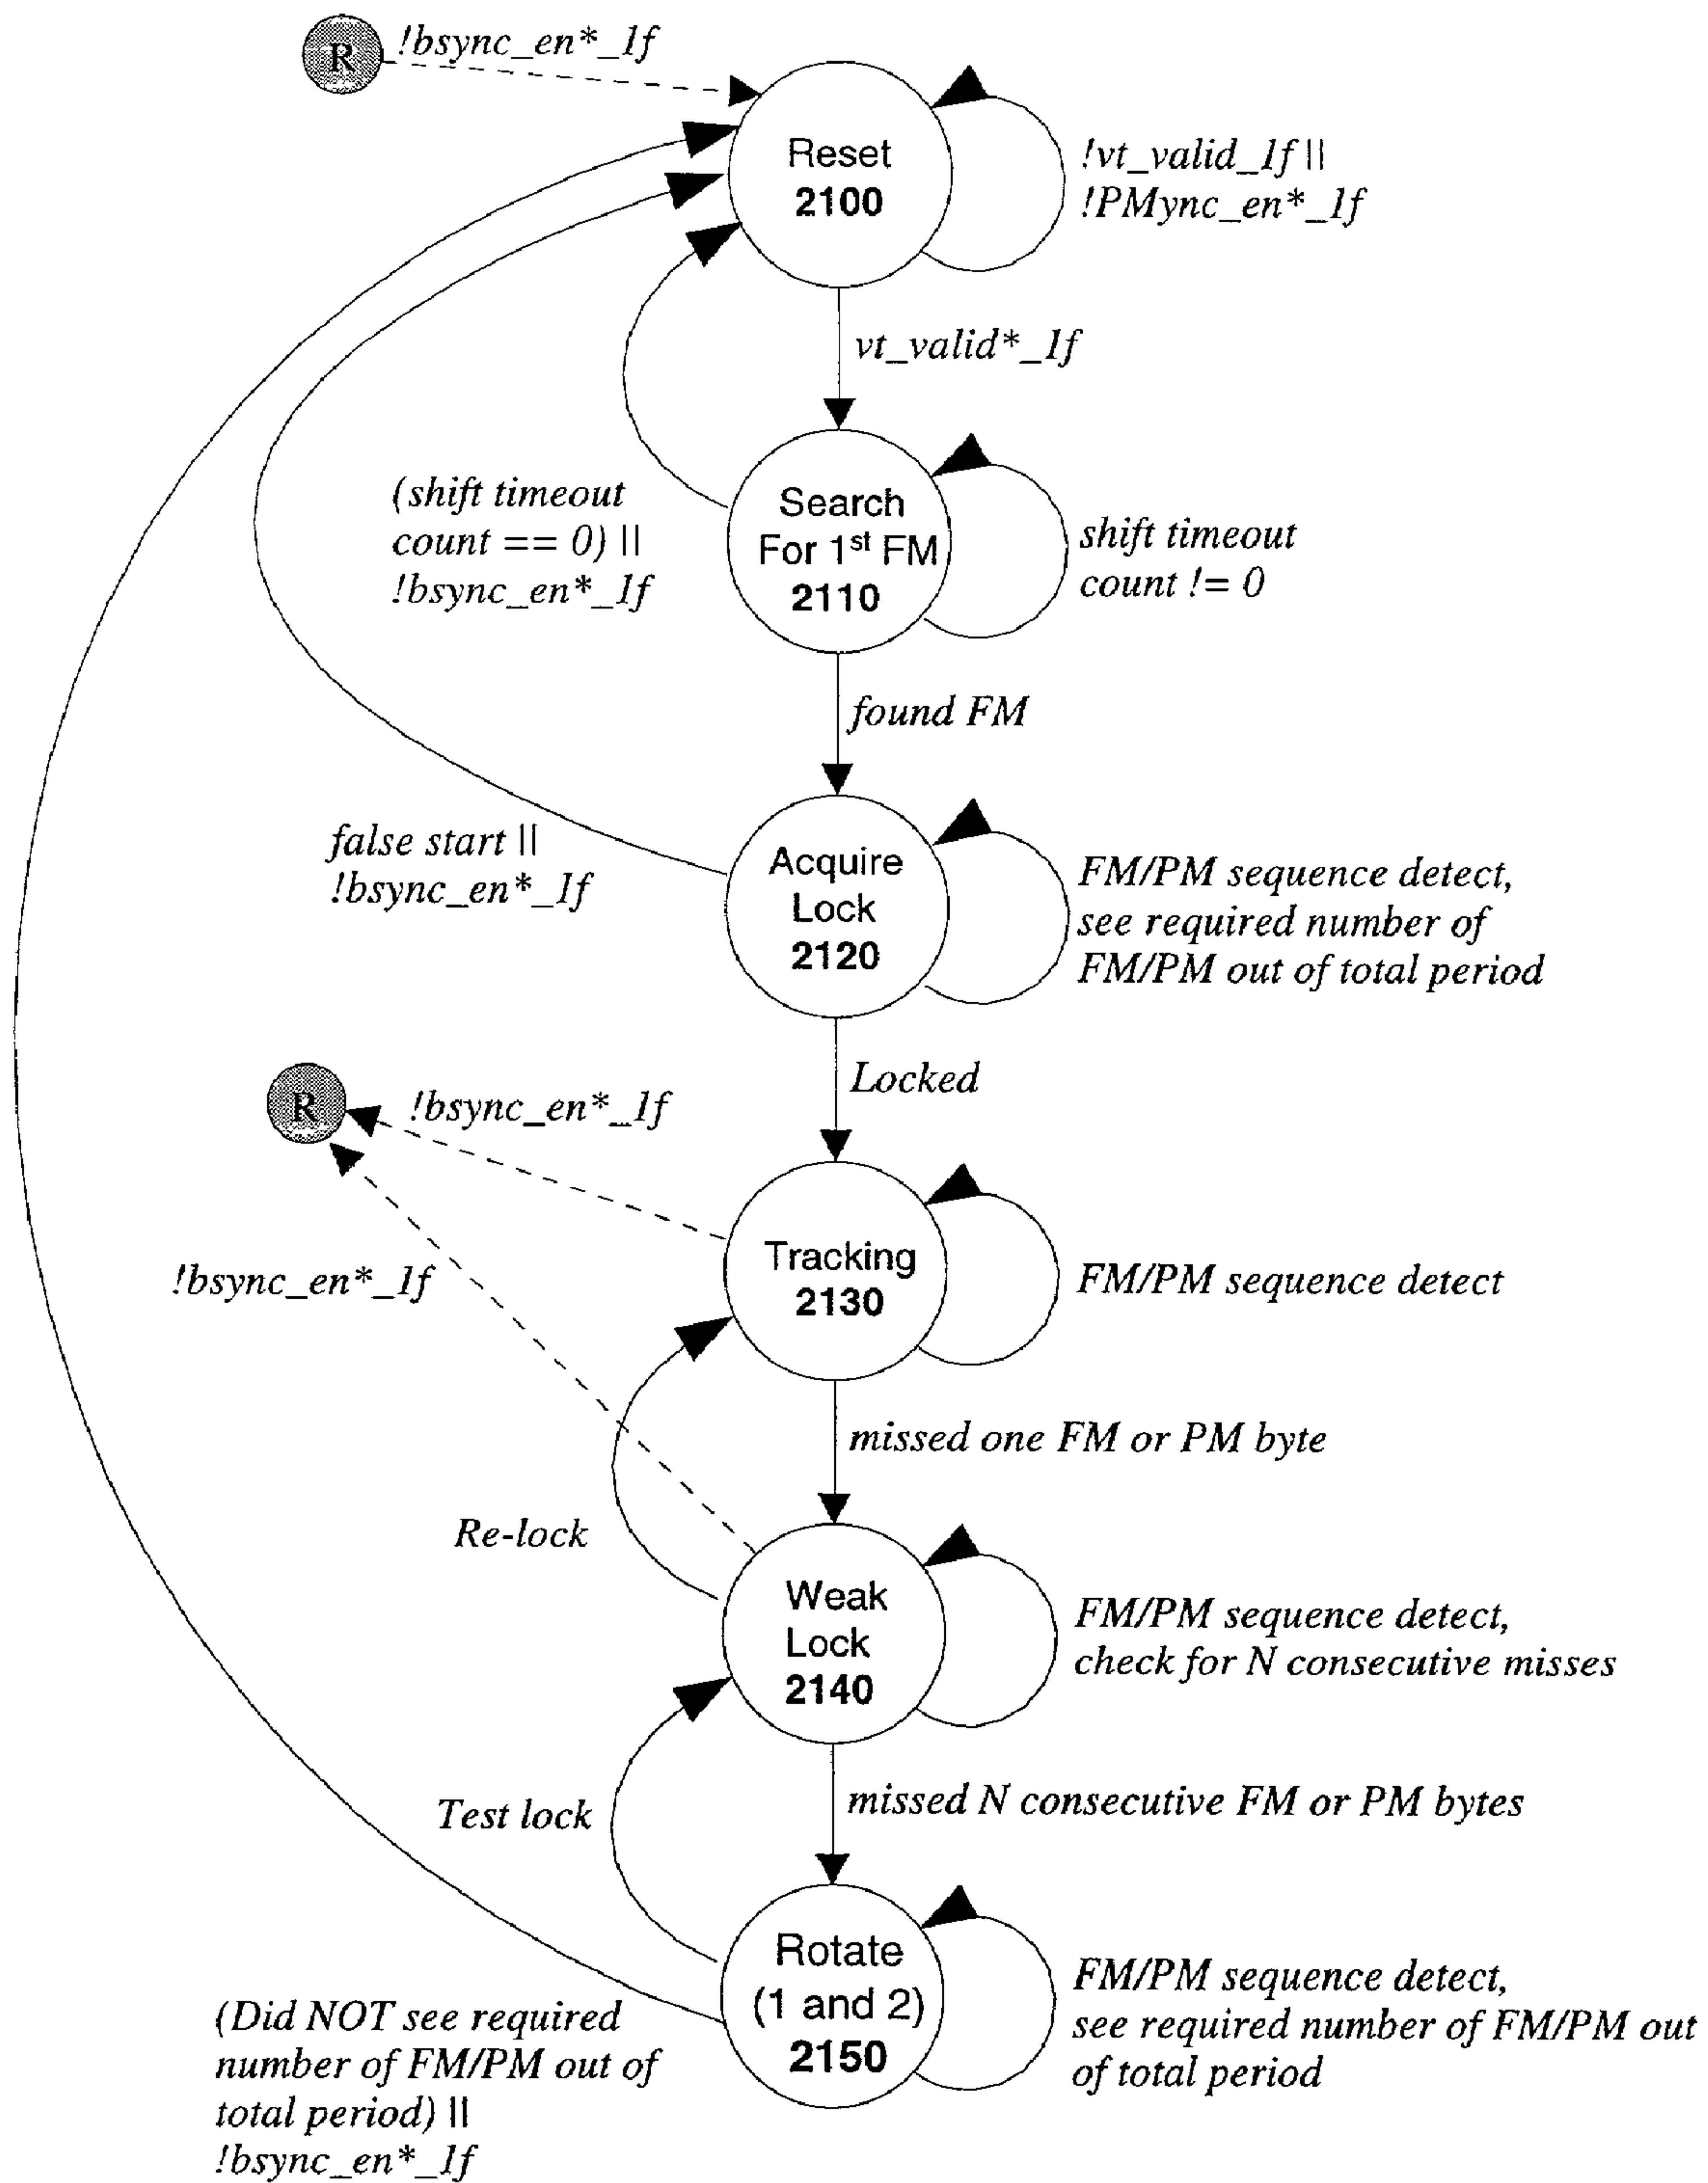 R
!bsync_en*_1f
Reset
2100
!vt_valid_1f ||
!PMync_en*_1f
vt_valid*_1f
(shift timeout
count == 0) ||
!bsync_en*_1f
Search
For 1st FM
2110
shift timeout
count != 0
found FM
false start ||
!bsync_en*_1f
Acquire
Lock
2120
FM/PM sequence detect,
see required number of
FM/PM out of total period
Locked
R
!bsync_en*_1f
!bsync_en*_1f
Tracking
2130
FM/PM sequence detect
missed one FM or PM byte
Re-lock
Weak
Lock
2140
FM/PM sequence detect,
check for N consecutive misses
Test lock
missed N consecutive FM or PM bytes
Rotate
(1 and 2)
2150
FM/PM sequence detect,
see required number of FM/PM out
of total period
(Did NOT see required
number of FM/PM out of
total period) ||
!bsync_en*_1f